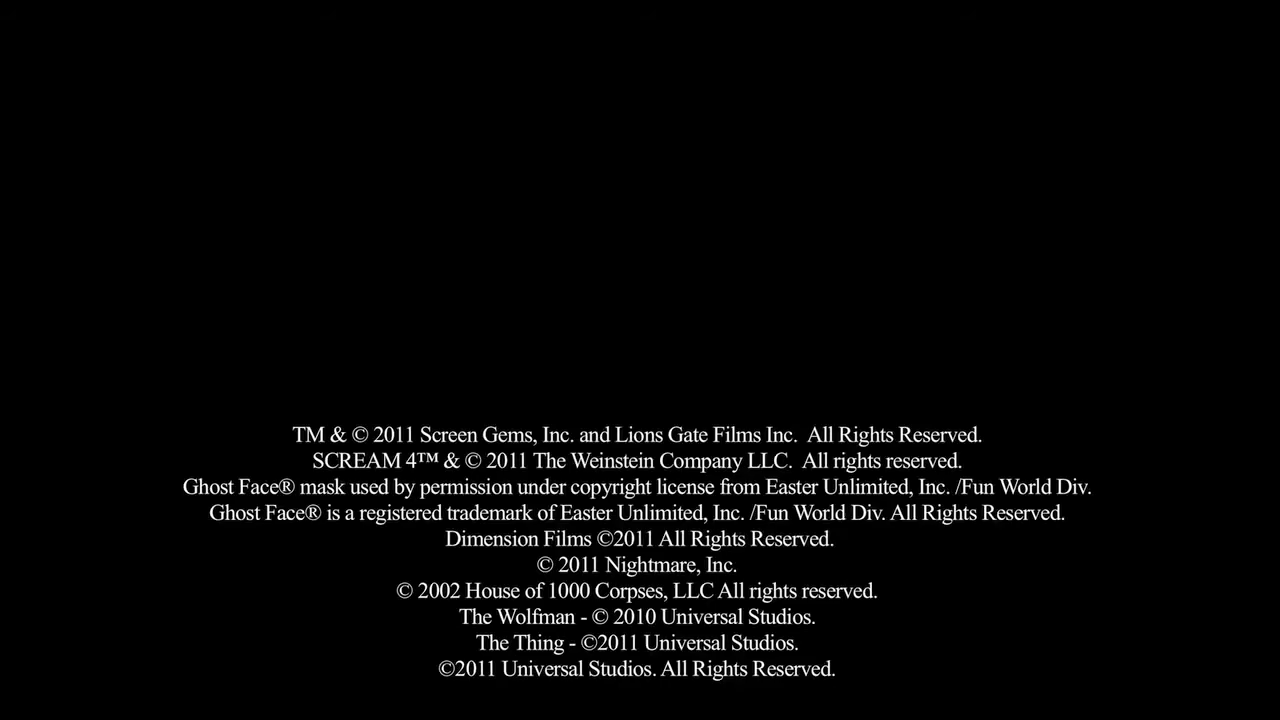 TM & © 2011 Screen Gems, Inc. and Lions Gate Films Inc.  All Rights Reserved.
SCREAM 4™ & © 2011 The Weinstein Company LLC.  All rights reserved.
Ghost Face® mask used by permission under copyright license from Easter Unlimited, Inc. /Fun World Div.
Ghost Face® is a registered trademark of Easter Unlimited, Inc. /Fun World Div. All Rights Reserved.
Dimension Films ©2011 All Rights Reserved.
© 2011 Nightmare, Inc.
© 2002 House of 1000 Corpses, LLC All rights reserved.
The Wolfman - © 2010 Universal Studios.
The Thing - ©2011 Universal Studios.
©2011 Universal Studios. All Rights Reserved.